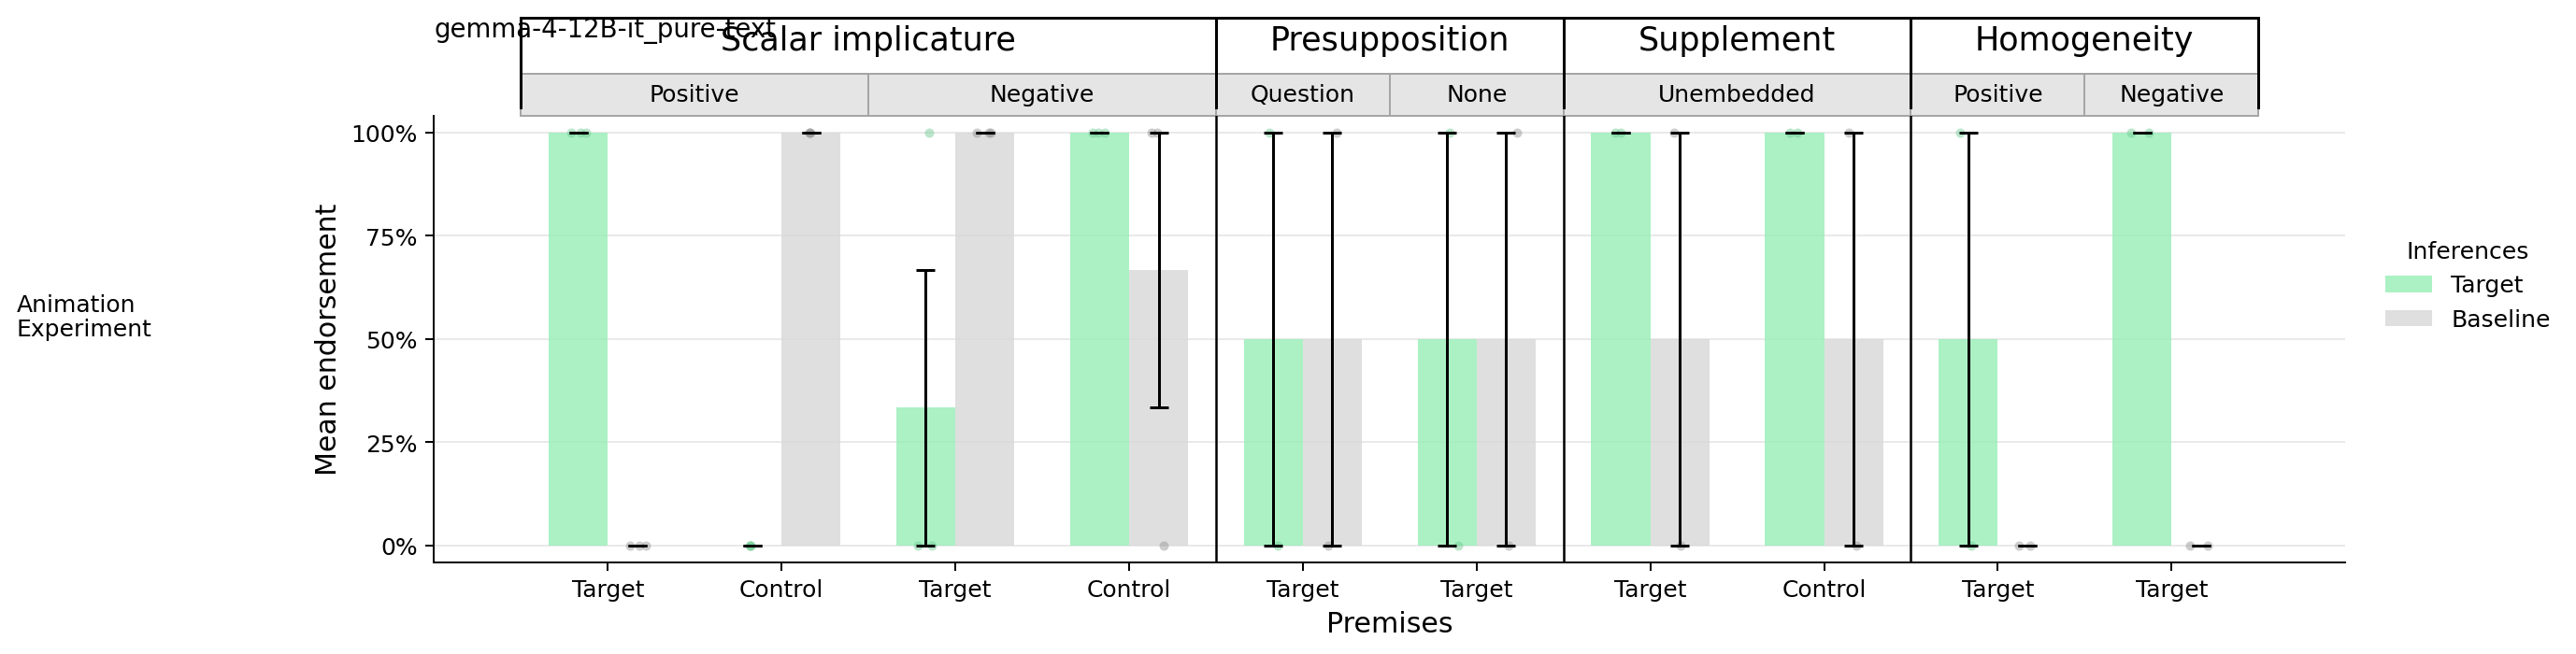 gemma-4-12B-it_pure-text
Scalar implicature Presupposition Supplement Homogeneity
Positive Negative Question None Unembedded Positive Negative
100%
75%
50%
25%
0%
Mean endorsement
Animation
Experiment
Inferences
Target
Baseline
Target Control Target Control Target Target Target Control Target Target
Premises